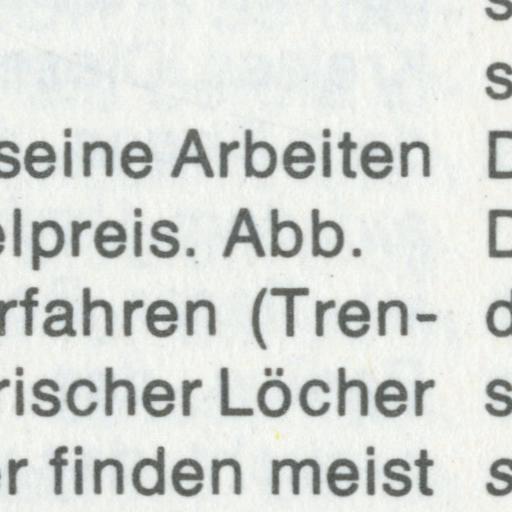 seine Arbeiten
elpreis. Abb.
rfahren (Tren-
rischer Löcher
er finden meist